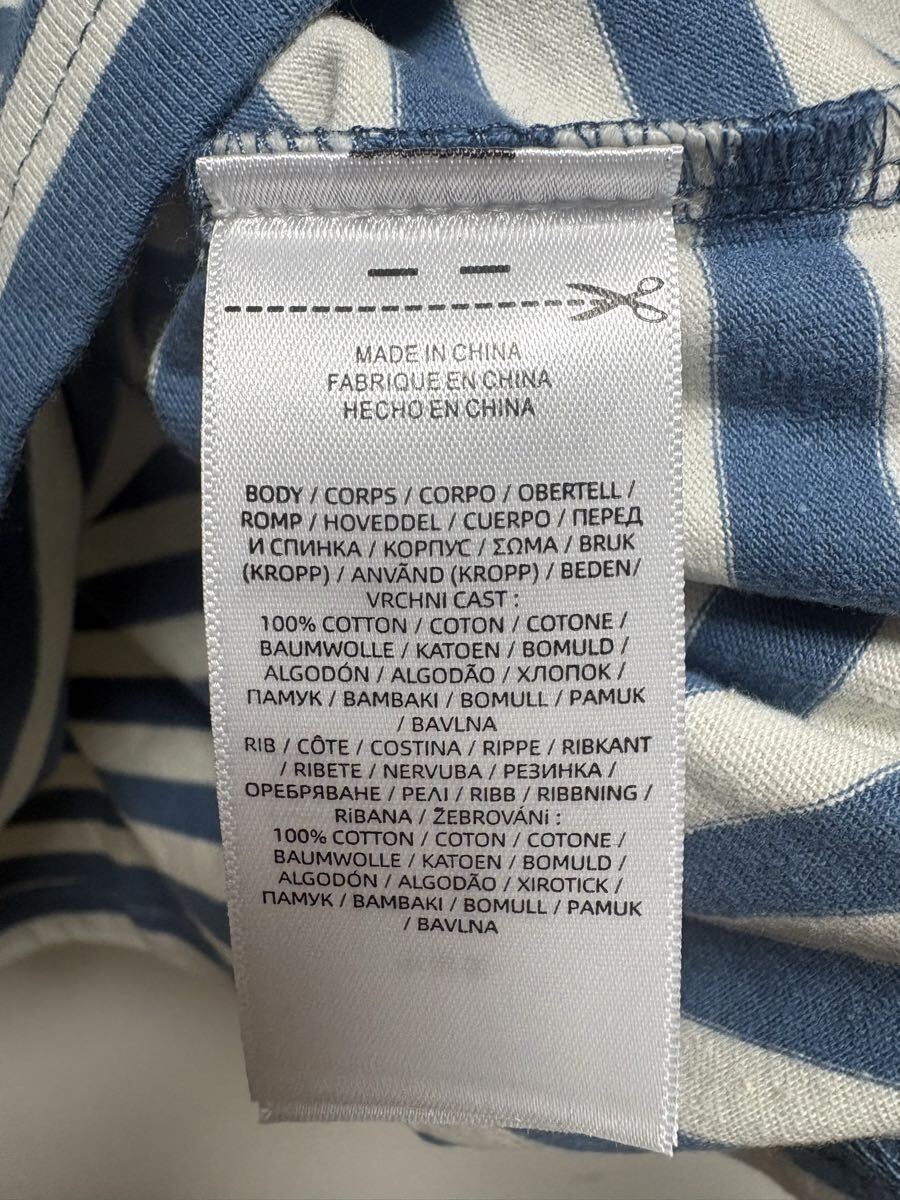 MADE IN CHINA
FABRIQUE EN CHINA
HECHO EN CHINA
BODY / CORPS / CORPO / OBERTELL /
ROMP / HOVEDDEL / CUERPO / ПЕРЕД
И СПИНКА / КОРПУС / ΣΩΜΑ / BRUK
(KROPP) / ANVÃND (KROPP) / BEDEN/
VRCHNI CAST :
100% COTTON / COTON / COTONE /
BAUMWOLLE / KATOEN / BOMULD /
ALGODÓN / ALGODÃO / ХЛОПОК /
ПАМУК / BAMBAKI / BOMULL / PAMUK
/ BAVLNA
RIB / CÔTE / COSTINA / RIPPE / RIBKANT
/ RIBETE / NERVUBA / РЕЗИНКА /
ОРЕБРЯВАНЕ / РЕΛΙ / RIBB / RIBBNING /
RiBANA / ŽEBROVÁNi :
100% COTTON / COTON / COTONE /
BAUMWOLLE / KATOEN / BOMULD /
ALGODÓN / ALGODÃO / XIROTICK /
ПАМУК / BAMBAKI / BOMULL / PAMUK
/ BAVLNA